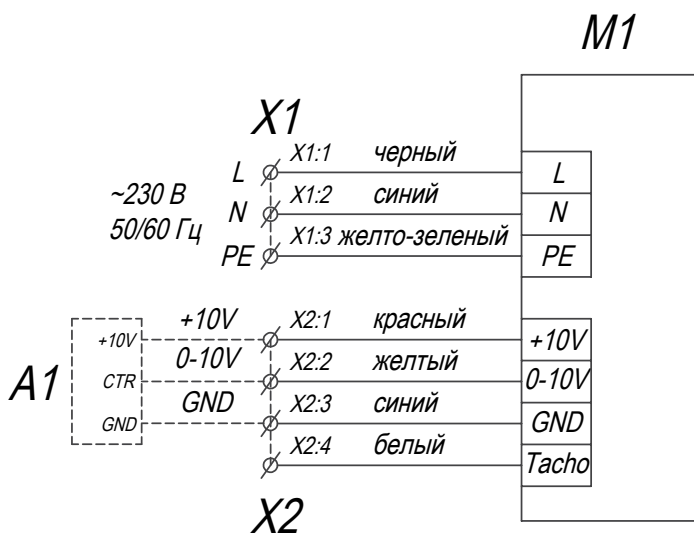 M1
X1
X1:1 черный
L L
~230 В X1:2 синий
N N
50/60 Гц X1:3 желто-зеленый
PE PE
+10V X2:1 красный
+10V +10V
0-10V X2:2 желтый
A1 CTR 0-10V
GND X2:3 синий
GND GND
X2:4 белый
Tacho
X2